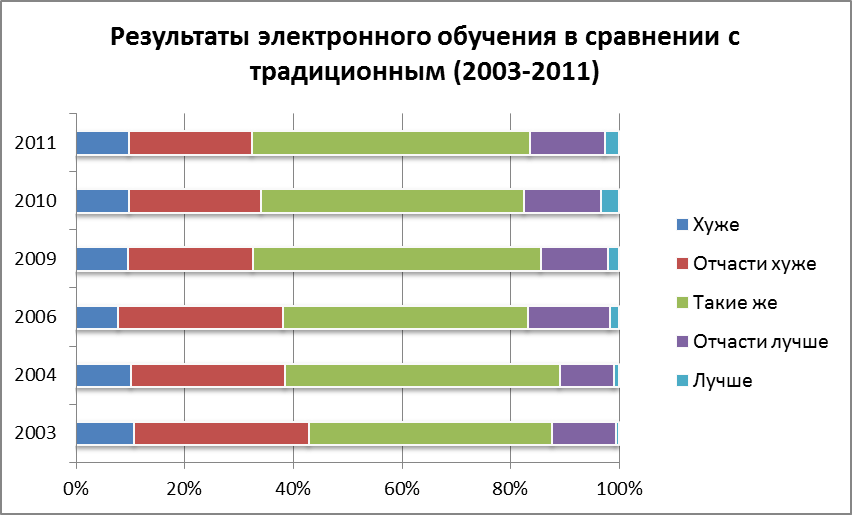 Результаты электронного обучения в сравнении с
традиционным (2003-2011)
2011
2010
2009
2006
2004
2003
0% 20% 40% 60% 80% 100%
Хуже
Отчасти хуже
Такие же
Отчасти лучше
Лучше